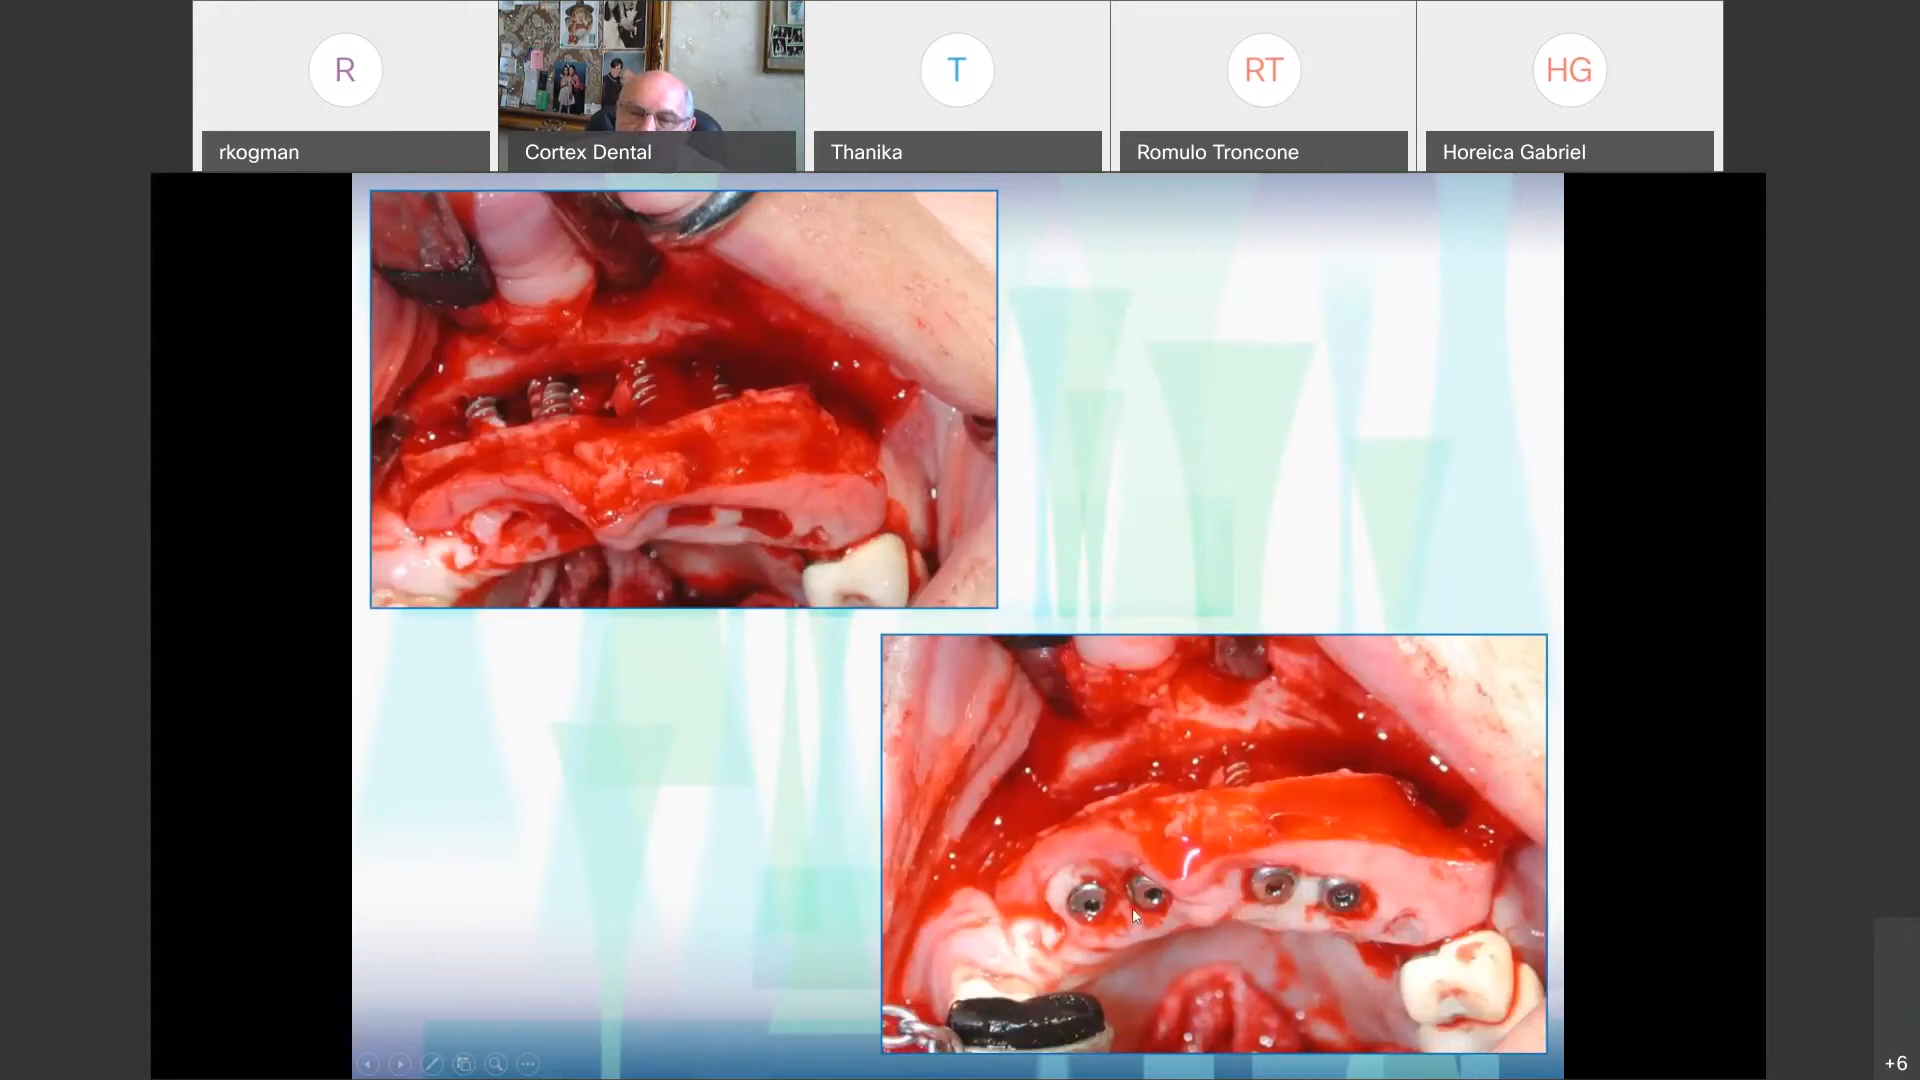 R
T
RT
HG
rkogman
Cortex Dental
Thanika
Romulo Troncone
Horeica Gabriel
+6